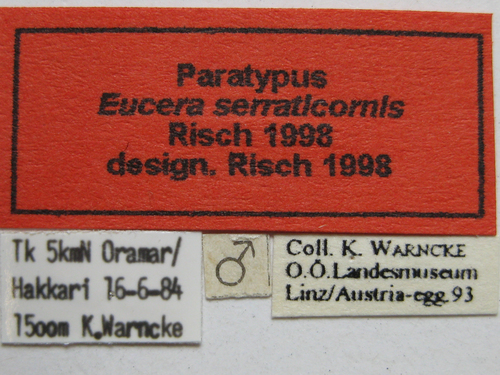 Paratypus
Eucera serraticornis
Risch 1998
design. Risch 1998
Tk 5kmN Oramar/
Hakkari 16-6-84
15oom K.Warncke
♂
Coll. K. WARNCKE
O.Ö.Landesmuseum
Linz/Austria-egg.93